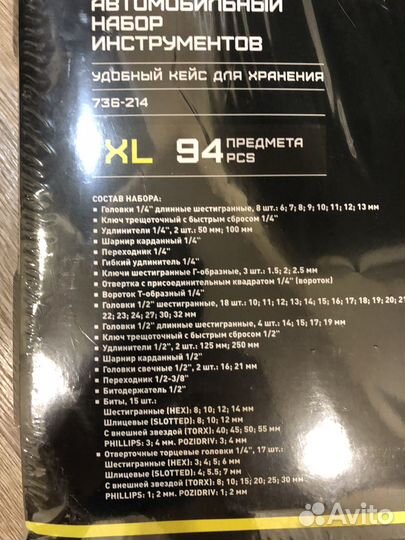 АВТОМОБИЛЬНЫЙ
НАБОР
ИНСТРУМЕНТОВ
УДОБНЫЙ КЕЙС ДЛЯ ХРАНЕНИЯ
736-214
XL 94 ПРЕДМЕТА
PCS
СОСТАВ НАБОРА:
Головки 1/4" длинные шестигранные, 8 шт.: 6; 7; 8; 9; 10; 11; 12; 13 мм
Ключ трещоточный с быстрым сбросом 1/4"
Удлинители 1/4", 2 шт.: 50 мм; 100 мм
Шарнир карданный 1/4"
Переходник 1/4"
Гибкий удлинитель 1/4"
Ключи шестигранные Г-образные, 3 шт.: 1.5; 2; 2.5 мм
Отвертка с присоединительным квадратом 1/4" (вороток)
Вороток Т-образный 1/4"
Головки 1/2" шестигранные, 18 шт.: 10; 11; 12; 13; 14; 15; 16; 17; 18; 19; 20; 21
22; 23; 24; 27; 30; 32 мм
Головки 1/2" длинные шестигранные, 4 шт.: 14; 15; 17; 19 мм
Ключ трещоточный с быстрым сбросом 1/2"
Удлинители 1/2", 2 шт.: 125 мм; 250 мм
Шарнир карданный 1/2"
Головки свечные 1/2", 2 шт.: 16; 21 мм
Переходник 1/2-3/8"
Битодержатель 1/2"
Биты, 15 шт.:
Шестигранные (HEX): 8; 10; 12; 14 мм
Шлицевые (SLOTTED): 8; 10; 12 мм
С внешней звездой (TORX): 40; 45; 50; 55 мм
PHILLIPS: 3; 4 мм. POZIDRIV: 3; 4 мм
Отверточные торцевые головки 1/4", 17 шт.:
Шестигранные (HEX): 3; 4; 5; 6 мм
Шлицевые (SLOTTED): 4; 5.5; 7 мм
С внешней звездой (TORX): 8; 10; 15; 20; 25; 30 мм
PHILLIPS: 1; 2 мм. POZIDRIV: 1; 2 мм
Avito